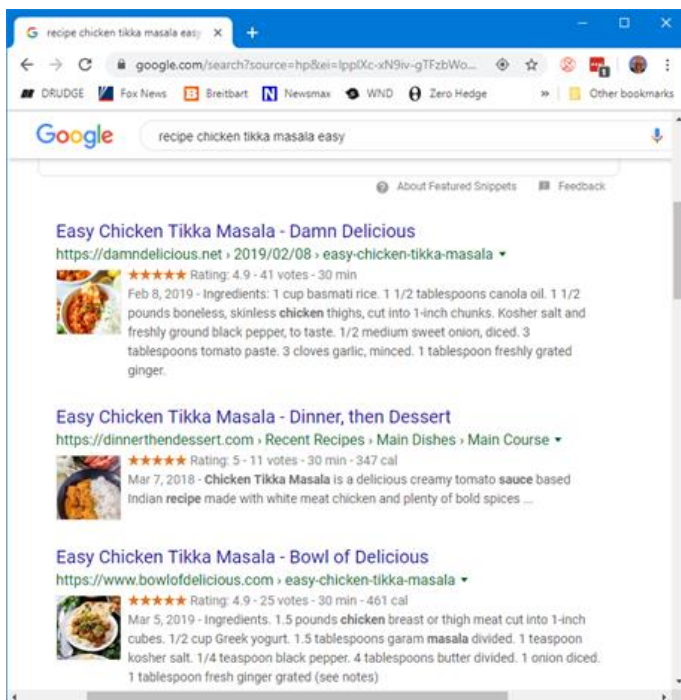 recipe chicken tikka masala easy
google.com/search?source=hp&ei=IpplXc-xN9iv-gTFzbWo...
DRUDGE Fox News Breitbart Newsmax WND Zero Hedge » Other bookmarks
Google recipe chicken tikka masala easy
About Featured Snippets Feedback
Easy Chicken Tikka Masala - Damn Delicious
https://damndelicious.net › 2019/02/08 › easy-chicken-tikka-masala
★★★★★ Rating: 4.9 - 41 votes - 30 min
Feb 8, 2019 - Ingredients: 1 cup basmati rice. 1 1/2 tablespoons canola oil. 1 1/2
pounds boneless, skinless chicken thighs, cut into 1-inch chunks. Kosher salt and
freshly ground black pepper, to taste. 1/2 medium sweet onion, diced. 3
tablespoons tomato paste. 3 cloves garlic, minced. 1 tablespoon freshly grated
ginger.
Easy Chicken Tikka Masala - Dinner, then Dessert
https://dinnerthendessert.com › Recent Recipes › Main Dishes › Main Course
★★★★★ Rating: 5 - 11 votes - 30 min - 347 cal
Mar 7, 2018 - Chicken Tikka Masala is a delicious creamy tomato sauce based
Indian recipe made with white meat chicken and plenty of bold spices ...
Easy Chicken Tikka Masala - Bowl of Delicious
https://www.bowlofdelicious.com › easy-chicken-tikka-masala
★★★★★ Rating: 4.9 - 25 votes - 30 min - 461 cal
Mar 5, 2019 - Ingredients. 1.5 pounds chicken breast or thigh meat cut into 1-inch
cubes. 1/2 cup Greek yogurt. 1.5 tablespoons garam masala divided. 1 teaspoon
kosher salt. 1/4 teaspoon black pepper. 4 tablespoons butter divided. 1 onion diced.
1 tablespoon fresh ginger grated (see notes)